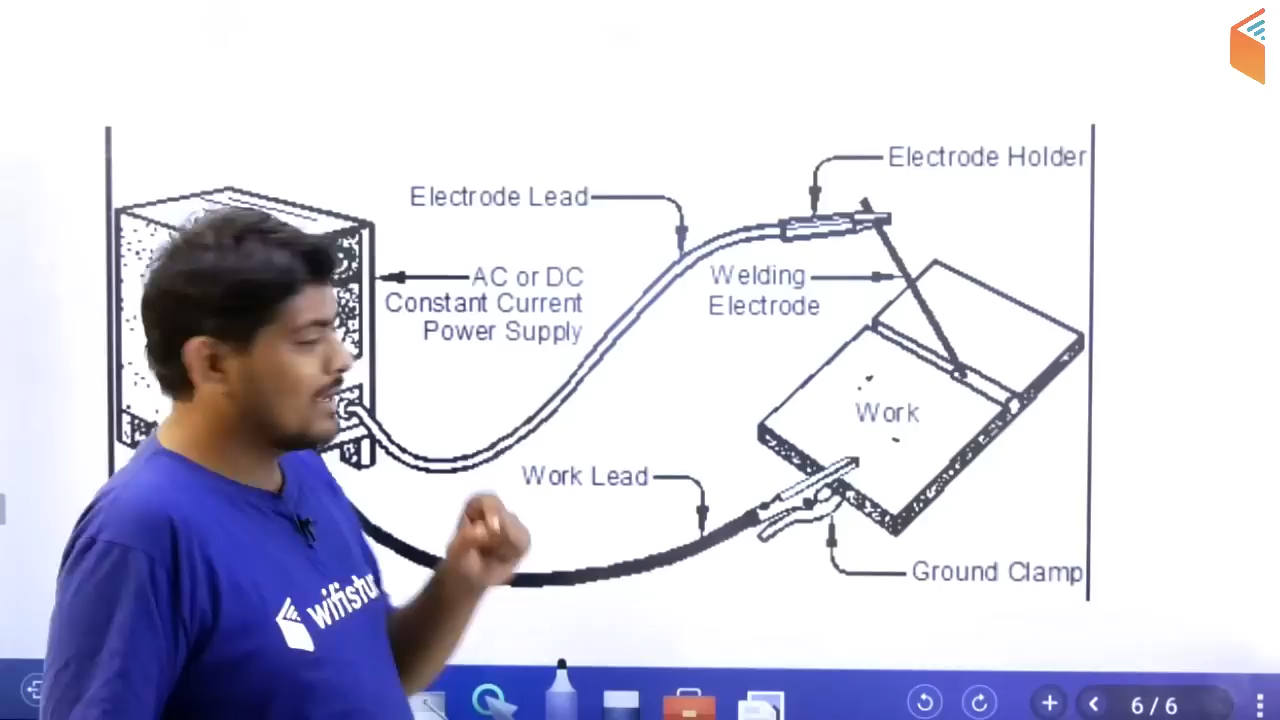 Electrode Holder
Electrode Lead
AC or DC
Constant Current
Power Supply
Welding
Electrode
Work
Work Lead
Ground Clamp
6 / 6